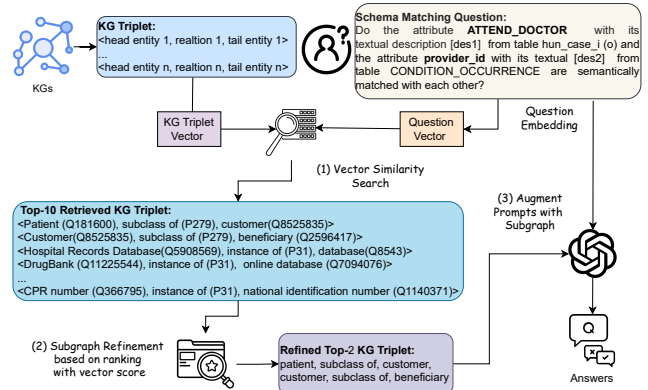 KG Triplet:
<head entity 1, realtion 1, tail entity 1>
...
<head entity n, realtion n, tail entity n>
KGs
Schema Matching Question:
Do the attribute ATTEND_DOCTOR with its
textual description [des1] from table hun_case_i (o) and
the attribute provider_id with its textual [des2] from
table CONDITION_OCCURRENCE are semantically
matched with each other?
KG Triplet
Vector
Question
Vector
Question
Embedding
(1) Vector Similarity
Search
Top-10 Retrieved KG Triplet:
<Patient (Q181600), subclass of (P279), customer(Q8525835)>
<Customer(Q8525835), subclass of (P279), beneficiary (Q2596417)>
<Hospital Records Database(Q5908569), instance of (P31), database(Q8543)>
<DrugBank (Q11225544), instance of (P31), online database (Q7094076)>
...
<CPR number (Q366795), instance of (P31), national identification number (Q1140371)>
(3) Augment
Prompts with
Subgraph
(2) Subgraph Refinement
based on ranking
with vector score
Refined Top-2 KG Triplet:
patient, subclass of, customer,
customer, subclass of, beneficiary
Q
Answers